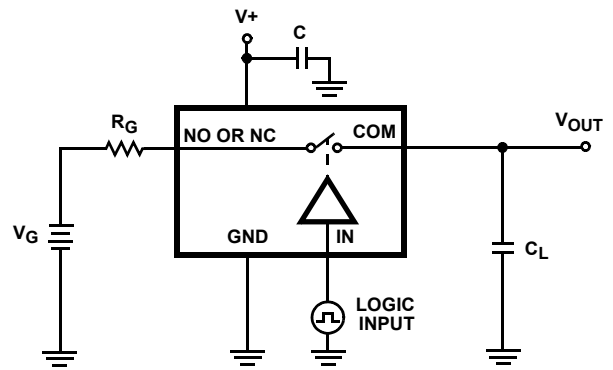 V+
C
RG
NO OR NC
COM
VOUT
VG
GND
IN
CL
LOGIC
INPUT